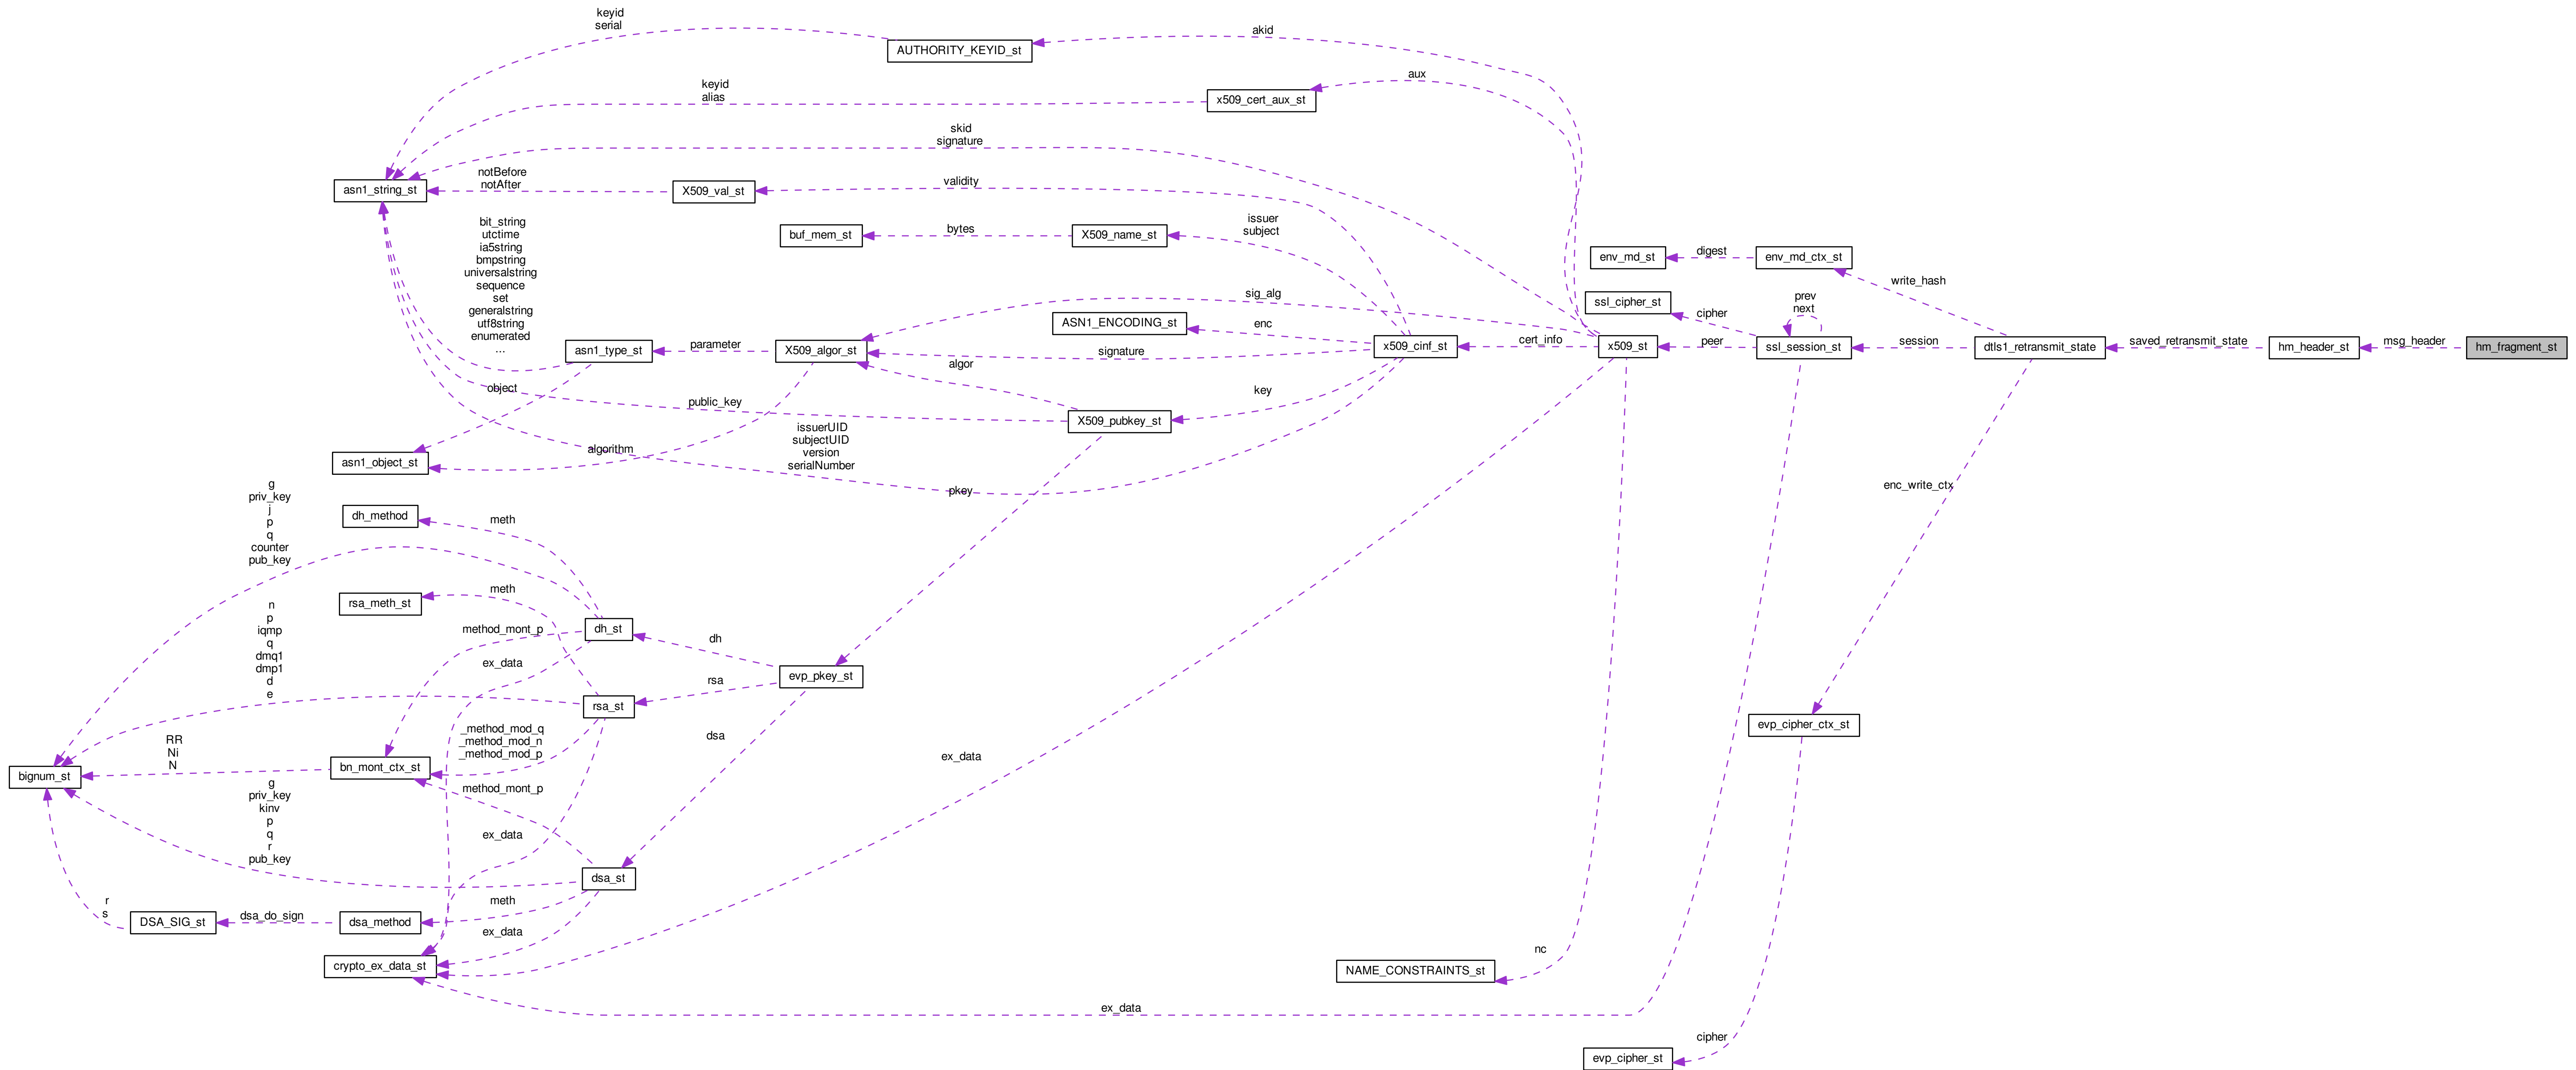 keyid
serial
AUTHORITY_KEYID_st
akid
keyid
alias
x509_cert_aux_st
aux
skid
signature
asn1_string_st
notBefore
notAfter
X509_val_st
validity
buf_mem_st
bytes
X509_name_st
issuer
subject
bit_string
utctime
ia5string
bmpstring
universalstring
sequence
set
generalstring
utf8string
enumerated
...
env_md_st
digest
env_md_ctx_st
write_hash
ssl_cipher_st
cipher
prev
next
sig_alg
ASN1_ENCODING_st
enc
asn1_type_st
parameter
X509_algor_st
signature
x509_cinf_st
cert_info
x509_st
peer
ssl_session_st
session
dtls1_retransmit_state
saved_retransmit_state
hm_header_st
msg_header
hm_fragment_st
algor
object
public_key
key
X509_pubkey_st
issuerUID
subjectUID
version
serialNumber
algorithm
asn1_object_st
pkey
enc_write_ctx
g
priv_key
j
p
q
counter
pub_key
dh_method
meth
rsa_meth_st
meth
n
p
iqmp
q
dmq1
dmp1
d
e
method_mont_p
dh_st
dh
ex_data
evp_pkey_st
rsa
rsa_st
evp_cipher_ctx_st
_method_mod_q
_method_mod_n
_method_mod_p
dsa
RR
Ni
N
bignum_st
bn_mont_ctx_st
ex_data
g
priv_key
kinv
p
q
r
pub_key
method_mont_p
ex_data
dsa_st
r
s
DSA_SIG_st
dsa_do_sign
dsa_method
meth
ex_data
crypto_ex_data_st
nc
NAME_CONSTRAINTS_st
ex_data
cipher
evp_cipher_st